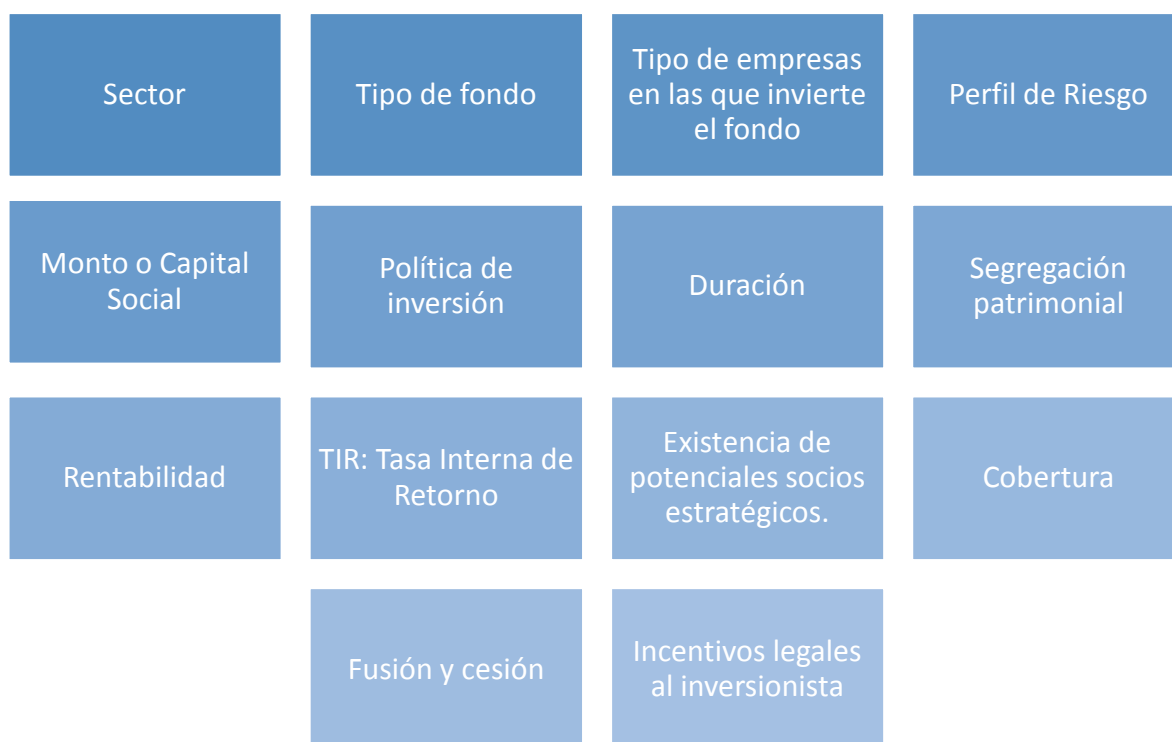 Sector
Tipo de fondo
Tipo de empresas
en las que invierte
el fondo
Perfil de Riesgo
Monto o Capital
Social
Política de
inversión
Duración
Segregación
patrimonial
Rentabilidad
TIR: Tasa Interna de
Retorno
Existencia de
potenciales socios
estratégicos.
Cobertura
Fusión y cesión
Incentivos legales
al inversionista